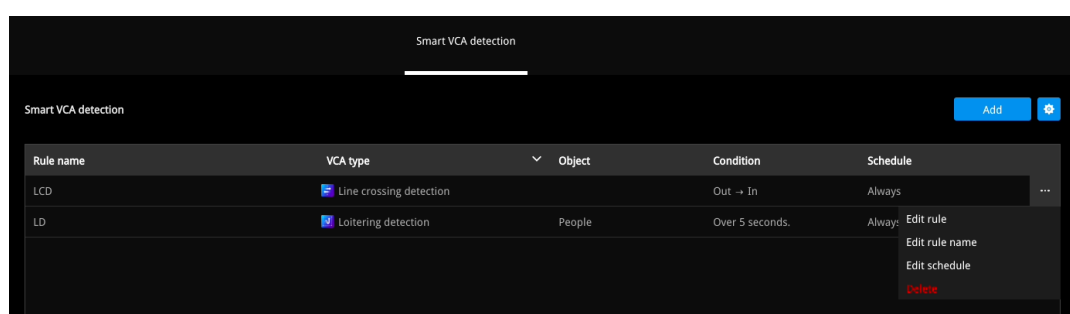 Smart VCA detection
Smart VCA detection
Add
Rule name VCA type Object Condition Schedule
LCD Line crossing detection Out → In Always ...
LD Loitering detection People Over 5 seconds. Always
Edit rule
Edit rule name
Edit schedule
Delete